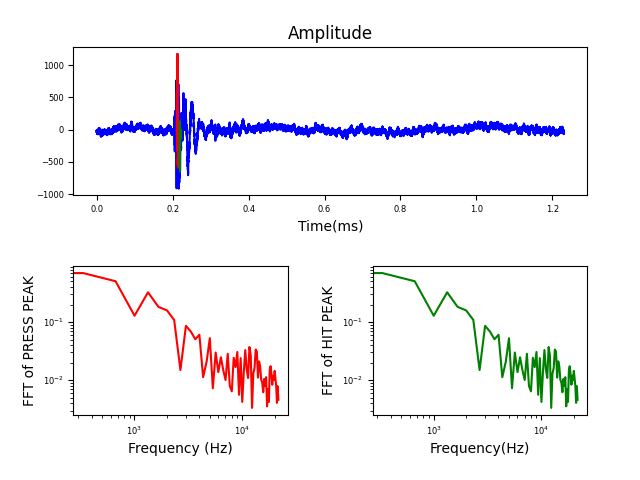 Amplitude
1000
500
0
−500
−1000
0.0 0.2 0.4 0.6 0.8 1.0 1.2
Time(ms)
FFT of PRESS PEAK
10⁻¹
10⁻²
10³ 10⁴
Frequency (Hz)
FFT of HIT PEAK
10⁻¹
10⁻²
10³ 10⁴
Frequency(Hz)